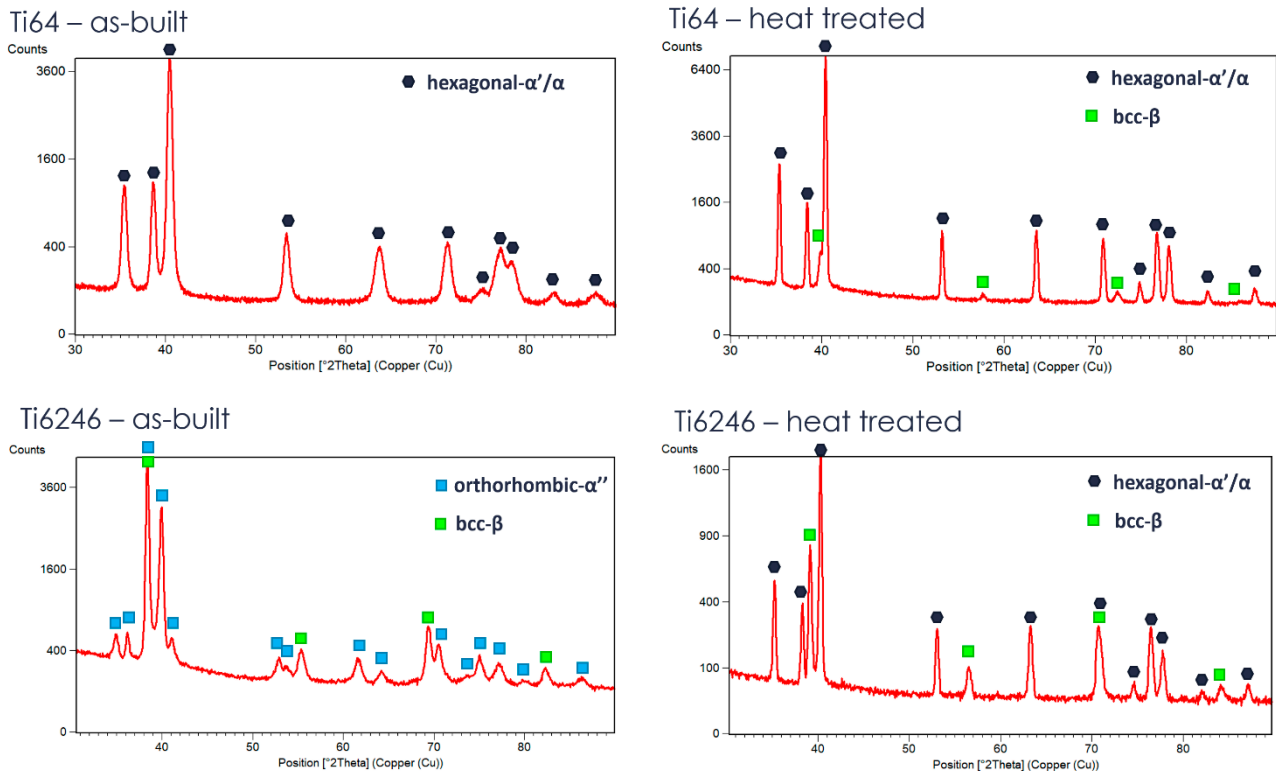 Ti64 – as-built
Counts
3600
1600
400
0
30
40
50
60
70
80
Position [°2Theta] (Copper (Cu))
hexagonal-α’/α
Ti64 – heat treated
Counts
6400
3600
1600
400
0
30
40
50
60
70
80
Position [°2Theta] (Copper (Cu))
hexagonal-α’/α
bcc-β
Ti6246 – as-built
Counts
3600
1600
400
0
40
50
60
70
80
Position [°2Theta] (Copper (Cu))
orthorhombic-α’’
bcc-β
Ti6246 – heat treated
Counts
1600
900
400
100
0
40
50
60
70
80
Position [°2Theta] (Copper (Cu))
hexagonal-α’/α
bcc-β